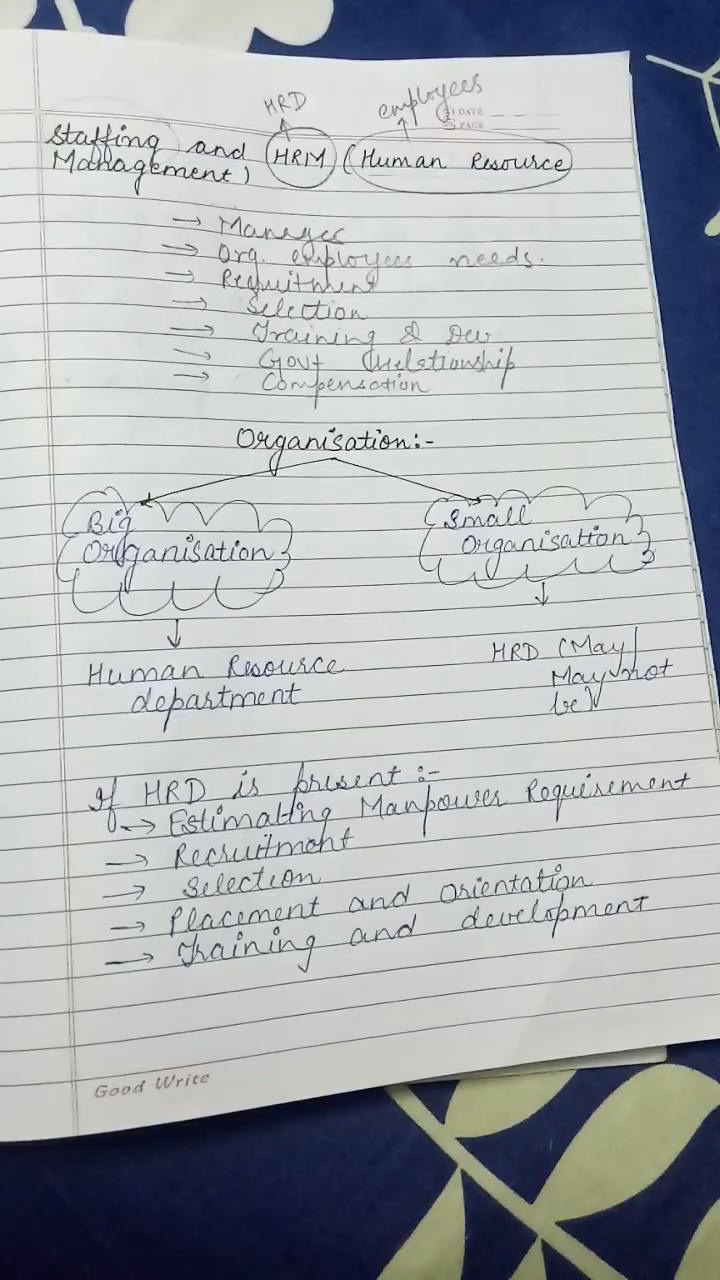 HRD employees
DATE
PAGE
Staffing and HRM (Human Resource
Management)
→ Manages
→ Org. employees needs.
→ Requitment
→ Selection
→ Training & Dev
→ Govt Relationship
→ Compensation
Organisation:-
Big Small
Organisation Organisation
Human Resource HRD (May/
department May not
be)
If HRD is present :-
→ Estimating Manpower Requirement
→ Recruitment
→ Selection
→ Placement and orientation
→ Training and development
Good Write